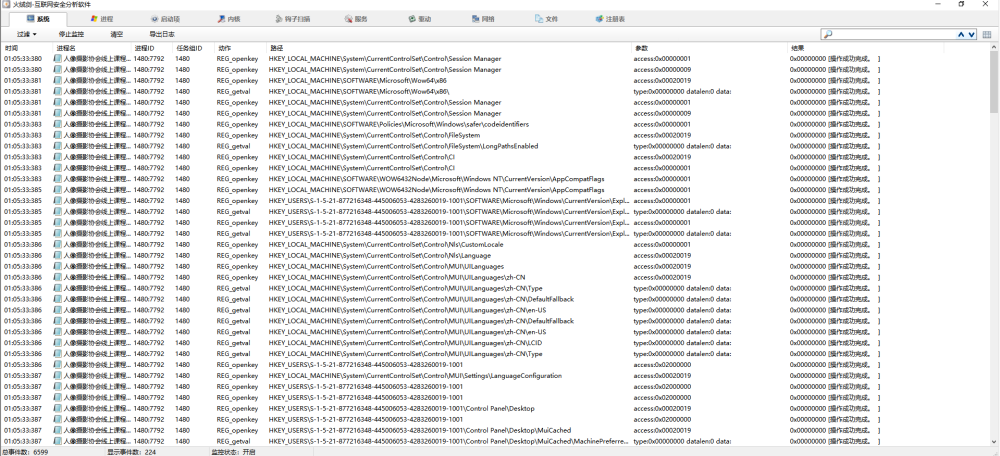 火绒剑-互联网安全分析软件
系统 进程 启动项 内核 钩子扫描 服务 驱动 网络 文件 注册表
过滤 停止监控 清空 导出日志
时间 进程名 进程ID 任务组ID 动作 路径 参数 结果
01:05:33:380 人像摄影协会线上课程... 1480:7792 1480 REG_openkey HKEY_LOCAL_MACHINE\System\CurrentControlSet\Control\Session Manager access:0x00000001 0x00000000 [操作成功完成。 ]
01:05:33:380 人像摄影协会线上课程... 1480:7792 1480 REG_openkey HKEY_LOCAL_MACHINE\System\CurrentControlSet\Control\Session Manager access:0x00000009 0x00000000 [操作成功完成。 ]
01:05:33:381 人像摄影协会线上课程... 1480:7792 1480 REG_openkey HKEY_LOCAL_MACHINE\SOFTWARE\Microsoft\Wow64\x86 access:0x00020019 0x00000000 [操作成功完成。 ]
01:05:33:381 人像摄影协会线上课程... 1480:7792 1480 REG_getval HKEY_LOCAL_MACHINE\SOFTWARE\Microsoft\Wow64\x86\ type:0x00000000 datalen:0 data: 0x00000000 [操作成功完成。 ]
01:05:33:381 人像摄影协会线上课程... 1480:7792 1480 REG_openkey HKEY_LOCAL_MACHINE\System\CurrentControlSet\Control\Session Manager access:0x00000001 0x00000000 [操作成功完成。 ]
01:05:33:381 人像摄影协会线上课程... 1480:7792 1480 REG_openkey HKEY_LOCAL_MACHINE\System\CurrentControlSet\Control\Session Manager access:0x00000009 0x00000000 [操作成功完成。 ]
01:05:33:383 人像摄影协会线上课程... 1480:7792 1480 REG_openkey HKEY_LOCAL_MACHINE\SOFTWARE\Policies\Microsoft\Windows\safer\codeidentifiers access:0x00000001 0x00000000 [操作成功完成。 ]
01:05:33:383 人像摄影协会线上课程... 1480:7792 1480 REG_openkey HKEY_LOCAL_MACHINE\System\CurrentControlSet\Control\FileSystem access:0x00020019 0x00000000 [操作成功完成。 ]
01:05:33:383 人像摄影协会线上课程... 1480:7792 1480 REG_getval HKEY_LOCAL_MACHINE\System\CurrentControlSet\Control\FileSystem\LongPathsEnabled type:0x00000000 datalen:0 data: 0x00000000 [操作成功完成。 ]
01:05:33:383 人像摄影协会线上课程... 1480:7792 1480 REG_openkey HKEY_LOCAL_MACHINE\System\CurrentControlSet\Control\CI access:0x00020019 0x00000000 [操作成功完成。 ]
01:05:33:383 人像摄影协会线上课程... 1480:7792 1480 REG_openkey HKEY_LOCAL_MACHINE\System\CurrentControlSet\Control\CI access:0x00000001 0x00000000 [操作成功完成。 ]
01:05:33:385 人像摄影协会线上课程... 1480:7792 1480 REG_openkey HKEY_LOCAL_MACHINE\SOFTWARE\WOW6432Node\Microsoft\Windows NT\CurrentVersion\AppCompatFlags access:0x00000001 0x00000000 [操作成功完成。 ]
01:05:33:385 人像摄影协会线上课程... 1480:7792 1480 REG_openkey HKEY_LOCAL_MACHINE\SOFTWARE\WOW6432Node\Microsoft\Windows NT\CurrentVersion\AppCompatFlags access:0x00000001 0x00000000 [操作成功完成。 ]
01:05:33:385 人像摄影协会线上课程... 1480:7792 1480 REG_openkey HKEY_USERS\S-1-5-21-877216348-445006053-4283260019-1001\SOFTWARE\Microsoft\Windows\CurrentVersion\Expl... access:0x00000001 0x00000000 [操作成功完成。 ]
01:05:33:385 人像摄影协会线上课程... 1480:7792 1480 REG_getval HKEY_USERS\S-1-5-21-877216348-445006053-4283260019-1001\SOFTWARE\Microsoft\Windows\CurrentVersion\Expl... type:0x00000000 datalen:0 data: 0x00000000 [操作成功完成。 ]
01:05:33:385 人像摄影协会线上课程... 1480:7792 1480 REG_openkey HKEY_USERS\S-1-5-21-877216348-445006053-4283260019-1001\SOFTWARE\Microsoft\Windows\CurrentVersion\Expl... access:0x00000001 0x00000000 [操作成功完成。 ]
01:05:33:385 人像摄影协会线上课程... 1480:7792 1480 REG_getval HKEY_USERS\S-1-5-21-877216348-445006053-4283260019-1001\SOFTWARE\Microsoft\Windows\CurrentVersion\Expl... type:0x00000000 datalen:0 data: 0x00000000 [操作成功完成。 ]
01:05:33:386 人像摄影协会线上课程... 1480:7792 1480 REG_openkey HKEY_LOCAL_MACHINE\System\CurrentControlSet\Control\Nls\CustomLocale access:0x00000001 0x00000000 [操作成功完成。 ]
01:05:33:386 人像摄影协会线上课程... 1480:7792 1480 REG_openkey HKEY_LOCAL_MACHINE\System\CurrentControlSet\Control\Nls\Language access:0x00020019 0x00000000 [操作成功完成。 ]
01:05:33:386 人像摄影协会线上课程... 1480:7792 1480 REG_openkey HKEY_LOCAL_MACHINE\System\CurrentControlSet\Control\MUI\UILanguages access:0x00020019 0x00000000 [操作成功完成。 ]
01:05:33:386 人像摄影协会线上课程... 1480:7792 1480 REG_openkey HKEY_LOCAL_MACHINE\System\CurrentControlSet\Control\MUI\UILanguages\zh-CN access:0x00020019 0x00000000 [操作成功完成。 ]
01:05:33:386 人像摄影协会线上课程... 1480:7792 1480 REG_getval HKEY_LOCAL_MACHINE\System\CurrentControlSet\Control\MUI\UILanguages\zh-CN\Type type:0x00000000 datalen:0 data: 0x00000000 [操作成功完成。 ]
01:05:33:386 人像摄影协会线上课程... 1480:7792 1480 REG_getval HKEY_LOCAL_MACHINE\System\CurrentControlSet\Control\MUI\UILanguages\zh-CN\DefaultFallback type:0x00000000 datalen:0 data: 0x00000000 [操作成功完成。 ]
01:05:33:386 人像摄影协会线上课程... 1480:7792 1480 REG_getval HKEY_LOCAL_MACHINE\System\CurrentControlSet\Control\MUI\UILanguages\zh-CN\en-US type:0x00000000 datalen:0 data: 0x00000000 [操作成功完成。 ]
01:05:33:386 人像摄影协会线上课程... 1480:7792 1480 REG_getval HKEY_LOCAL_MACHINE\System\CurrentControlSet\Control\MUI\UILanguages\zh-CN\DefaultFallback type:0x00000000 datalen:0 data: 0x00000000 [操作成功完成。 ]
01:05:33:386 人像摄影协会线上课程... 1480:7792 1480 REG_getval HKEY_LOCAL_MACHINE\System\CurrentControlSet\Control\MUI\UILanguages\zh-CN\en-US type:0x00000000 datalen:0 data: 0x00000000 [操作成功完成。 ]
01:05:33:386 人像摄影协会线上课程... 1480:7792 1480 REG_getval HKEY_LOCAL_MACHINE\System\CurrentControlSet\Control\MUI\UILanguages\zh-CN\LCID type:0x00000000 datalen:0 data: 0x00000000 [操作成功完成。 ]
01:05:33:386 人像摄影协会线上课程... 1480:7792 1480 REG_getval HKEY_LOCAL_MACHINE\System\CurrentControlSet\Control\MUI\UILanguages\zh-CN\Type type:0x00000000 datalen:0 data: 0x00000000 [操作成功完成。 ]
01:05:33:386 人像摄影协会线上课程... 1480:7792 1480 REG_openkey HKEY_USERS\S-1-5-21-877216348-445006053-4283260019-1001 access:0x02000000 0x00000000 [操作成功完成。 ]
01:05:33:387 人像摄影协会线上课程... 1480:7792 1480 REG_openkey HKEY_LOCAL_MACHINE\System\CurrentControlSet\Control\MUI\Settings\LanguageConfiguration access:0x00020019 0x00000000 [操作成功完成。 ]
01:05:33:387 人像摄影协会线上课程... 1480:7792 1480 REG_openkey HKEY_USERS\S-1-5-21-877216348-445006053-4283260019-1001 access:0x02000000 0x00000000 [操作成功完成。 ]
01:05:33:387 人像摄影协会线上课程... 1480:7792 1480 REG_openkey HKEY_USERS\S-1-5-21-877216348-445006053-4283260019-1001 access:0x02000000 0x00000000 [操作成功完成。 ]
01:05:33:387 人像摄影协会线上课程... 1480:7792 1480 REG_openkey HKEY_USERS\S-1-5-21-877216348-445006053-4283260019-1001\Control Panel\Desktop access:0x00020019 0x00000000 [操作成功完成。 ]
01:05:33:387 人像摄影协会线上课程... 1480:7792 1480 REG_openkey HKEY_USERS\S-1-5-21-877216348-445006053-4283260019-1001 access:0x02000000 0x00000000 [操作成功完成。 ]
01:05:33:387 人像摄影协会线上课程... 1480:7792 1480 REG_openkey HKEY_USERS\S-1-5-21-877216348-445006053-4283260019-1001\Control Panel\Desktop\MuiCached access:0x00020019 0x00000000 [操作成功完成。 ]
01:05:33:387 人像摄影协会线上课程... 1480:7792 1480 REG_getval HKEY_USERS\S-1-5-21-877216348-445006053-4283260019-1001\Control Panel\Desktop\MuiCached\MachinePreferre... type:0x00000000 datalen:0 data: 0x00000000 [操作成功完成。 ]
总事件数: 6599 显示事件数: 224 监控状态: 开启